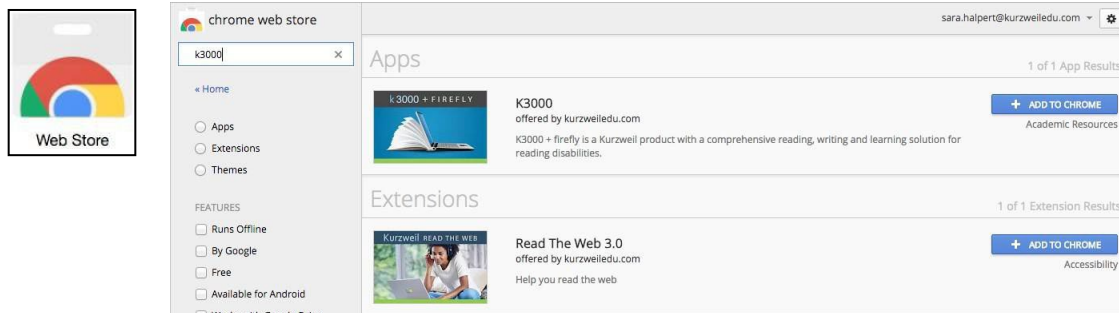 Web Store
chrome web store
sara.halpert@kurzweiledu.com
k3000
« Home
Apps
Extensions
Themes
FEATURES
Runs Offline
By Google
Free
Available for Android
Apps
1 of 1 App Results
k3000 + FIREFLY
K3000
offered by kurzweiledu.com
K3000 + firefly is a Kurzweil product with a comprehensive reading, writing and learning solution for
reading disabilities.
+ ADD TO CHROME
Academic Resources
Extensions
1 of 1 Extension Results
Kurzweil READ THE WEB
Read The Web 3.0
offered by kurzweiledu.com
Help you read the web
+ ADD TO CHROME
Accessibility